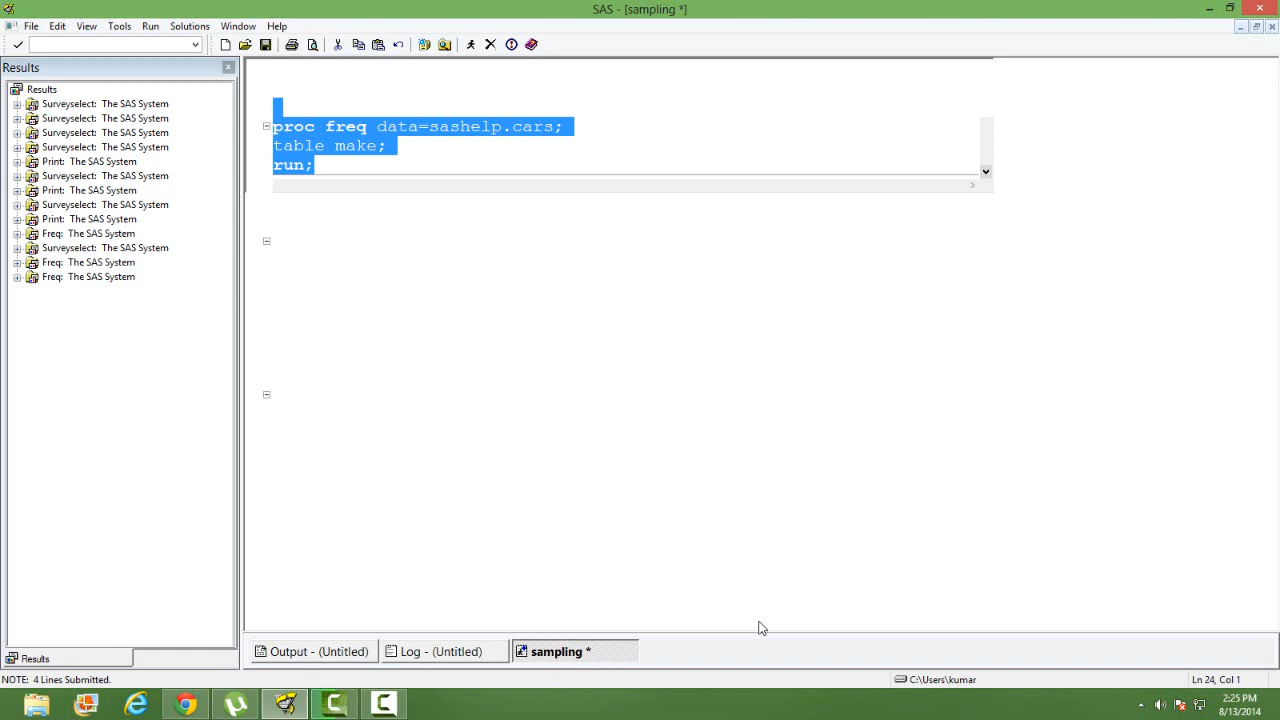 SAS - [sampling *]
File Edit View Tools Run Solutions Window Help
Results
Results
Surveyselect: The SAS System
Surveyselect: The SAS System
Surveyselect: The SAS System
Surveyselect: The SAS System
Print: The SAS System
Surveyselect: The SAS System
Print: The SAS System
Surveyselect: The SAS System
Print: The SAS System
Freq: The SAS System
Surveyselect: The SAS System
Freq: The SAS System
Freq: The SAS System
proc freq data=sashelp.cars;
table make;
run;
Output - (Untitled) Log - (Untitled) sampling *
Results
NOTE: 4 Lines Submitted. C:\Users\kumar Ln 24, Col 1
2:25 PM
8/13/2014